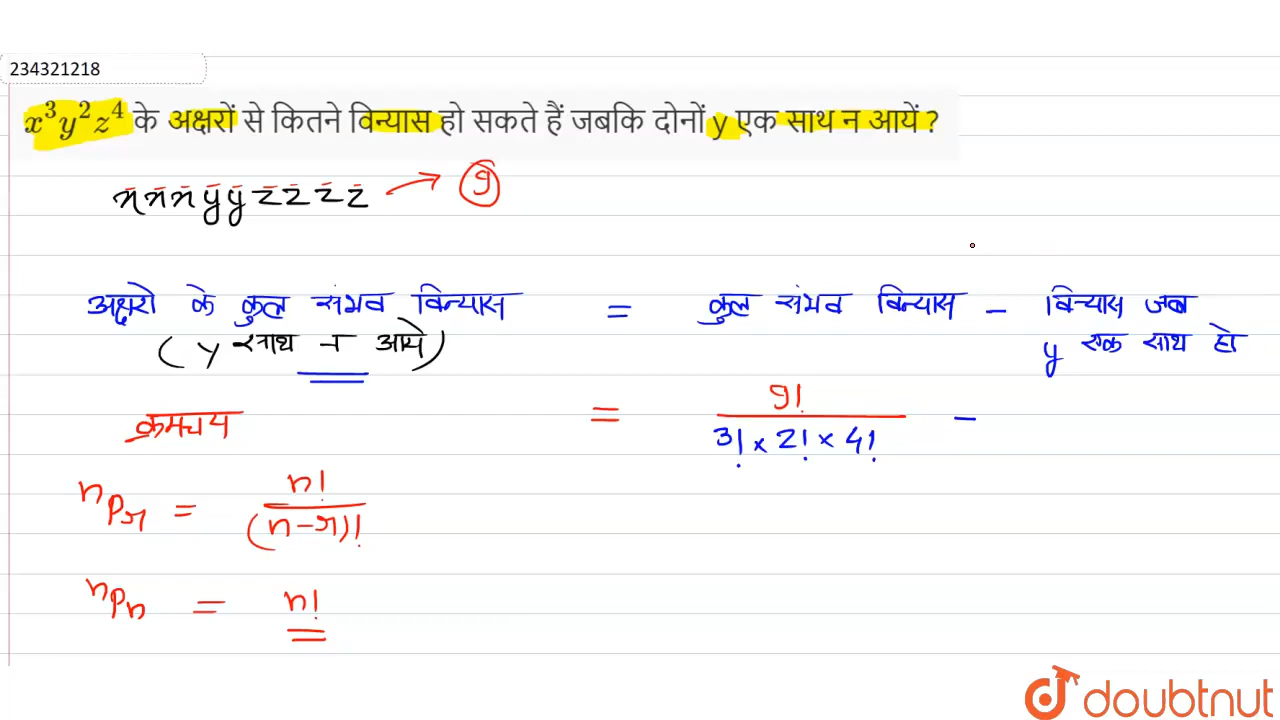 234321218
x³y²z⁴ के अक्षरों से कितने विन्यास हो सकते हैं जबकि दोनों y एक साथ न आयें ?
x x x y y z z z z → 9
अक्षरो के कुल संभव विन्यास = कुल संभव विन्यास − विन्यास जब
( y साथ न आये) y एक साथ हो
क्रमचय = 9! / (3! × 2! × 4!) −
ⁿPᵣ = n! / (n−r)!
ⁿPₙ = n!
doubtnut